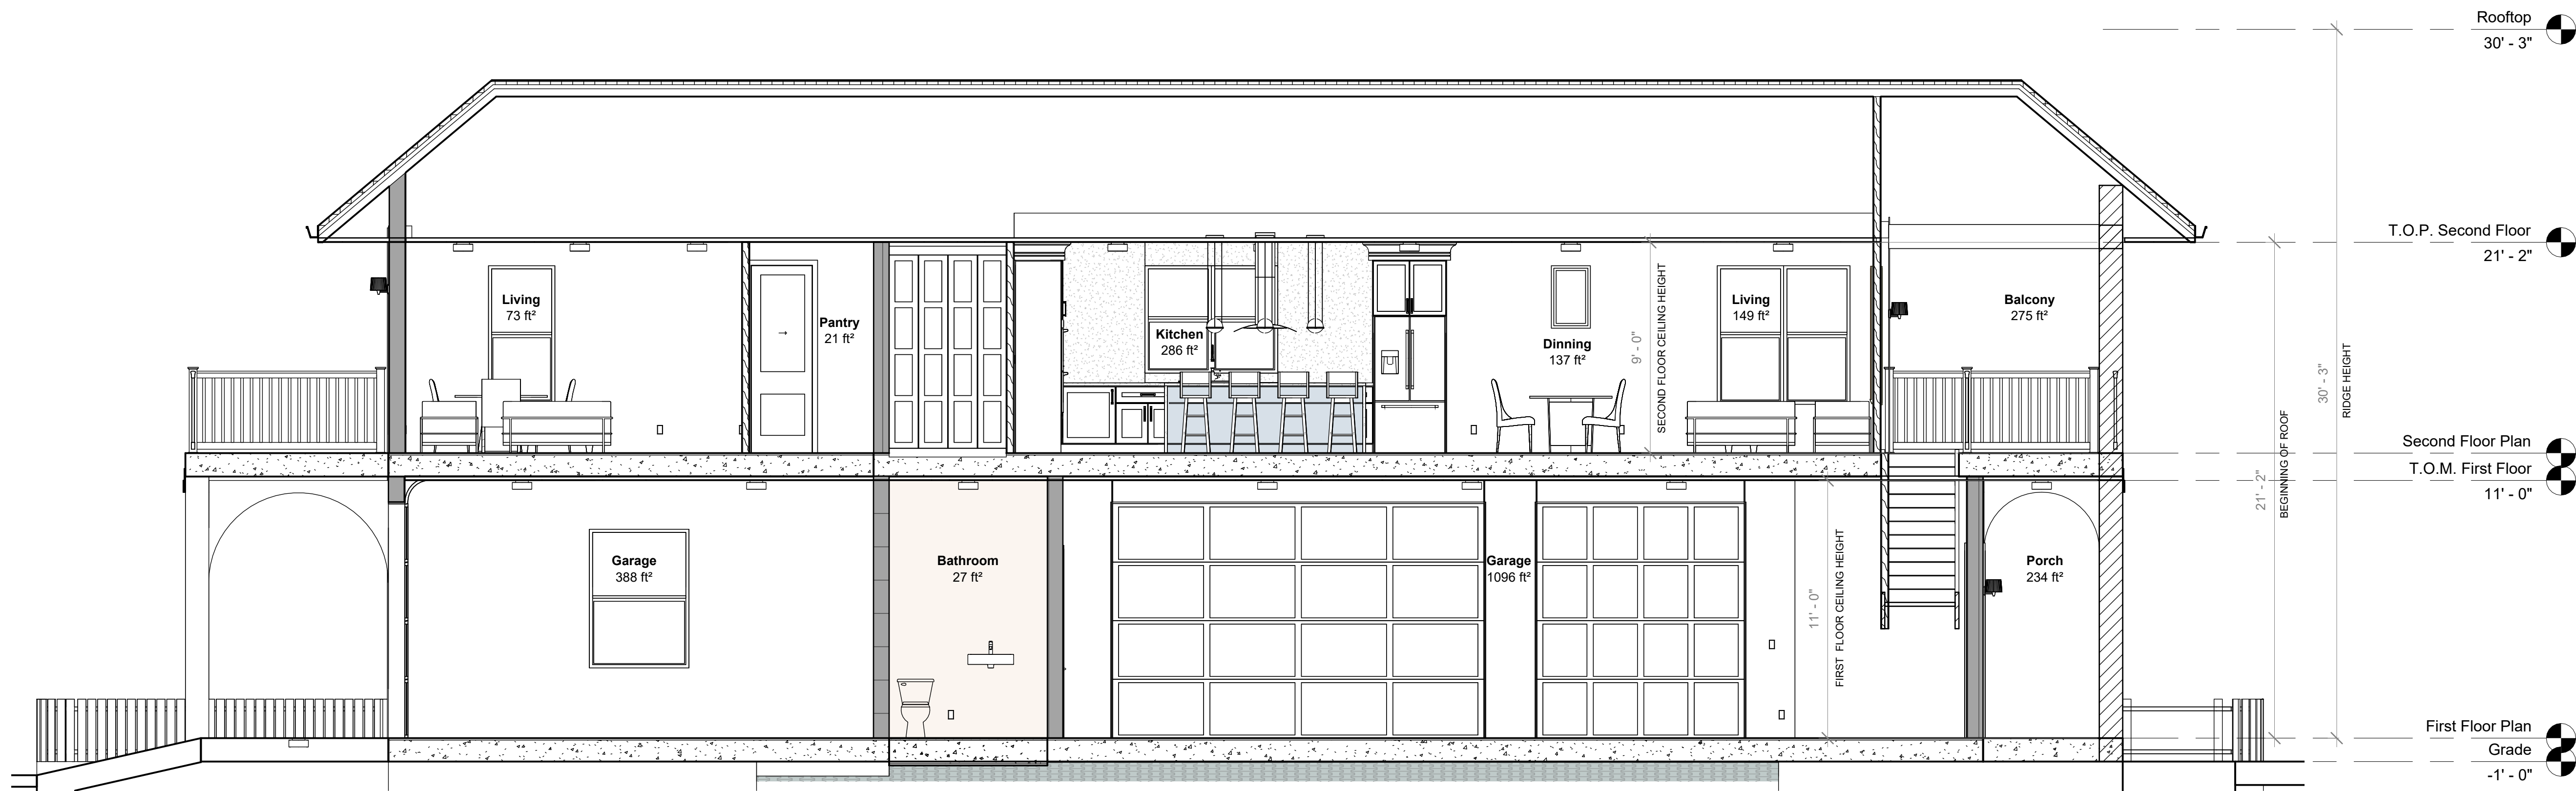 Rooftop
30' - 3"
T.O.P. Second Floor
21' - 2"
Living
73 ft²
Pantry
21 ft²
Kitchen
286 ft²
Dinning
137 ft²
9' - 0"
SECOND FLOOR CEILING HEIGHT
Living
149 ft²
Balcony
275 ft²
30' - 3"
RIDGE HEIGHT
Second Floor Plan
T.O.M. First Floor
11' - 0"
21' - 2"
BEGINNING OF ROOF
Garage
388 ft²
Bathroom
27 ft²
Garage
1096 ft²
11' - 0"
FIRST FLOOR CEILING HEIGHT
Porch
234 ft²
First Floor Plan
Grade
-1' - 0"